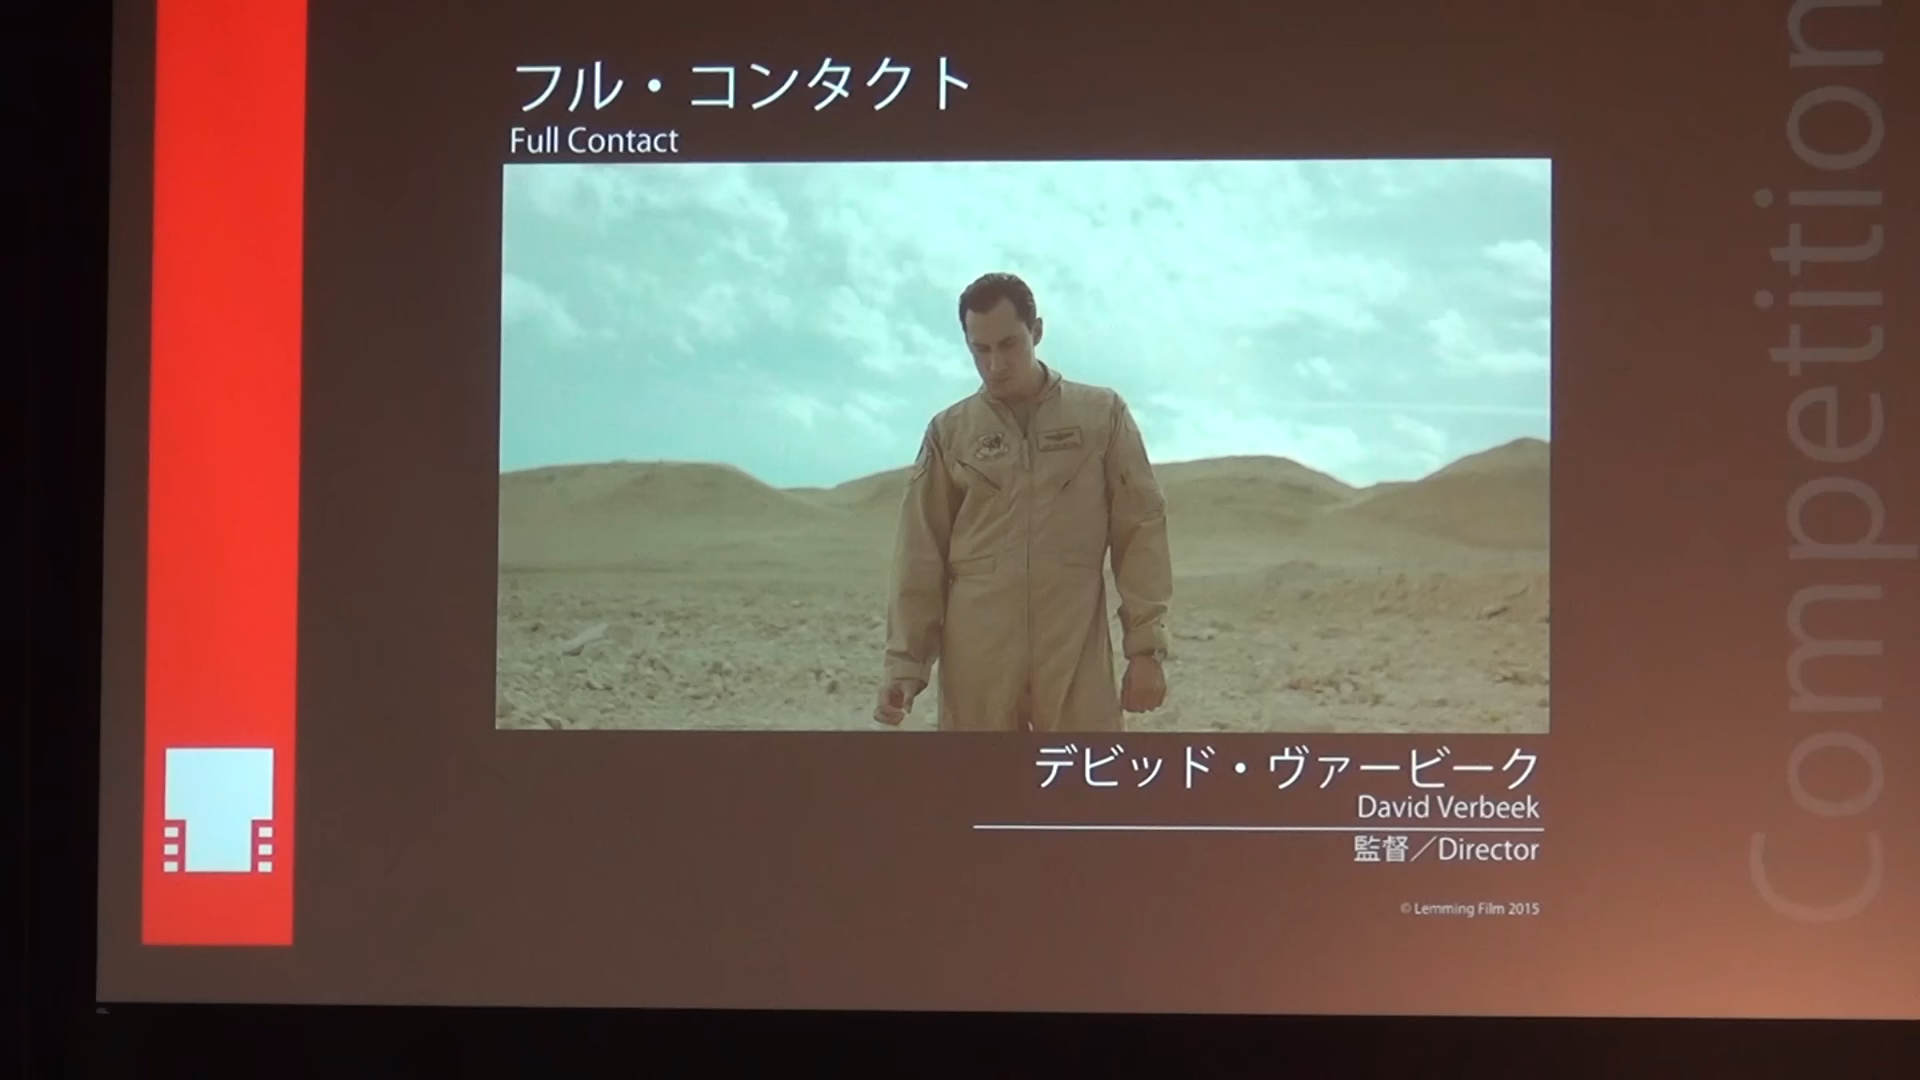 フル・コンタクト
Full Contact
デビッド・ヴァービーク
David Verbeek
監督／Director
© Lemming Film 2015
Competition